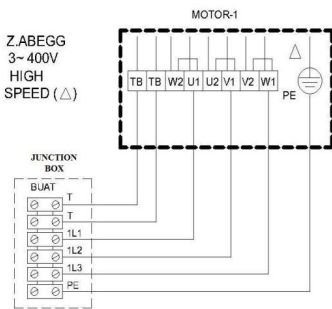 MOTOR-1
Z.ABEGG
3~ 400V
HIGH
SPEED (△)
△
TB TB W2 U1 U2 V1 V2 W1
PE
JUNCTION
BOX
BUAT
T
T
1L1
1L2
1L3
PE